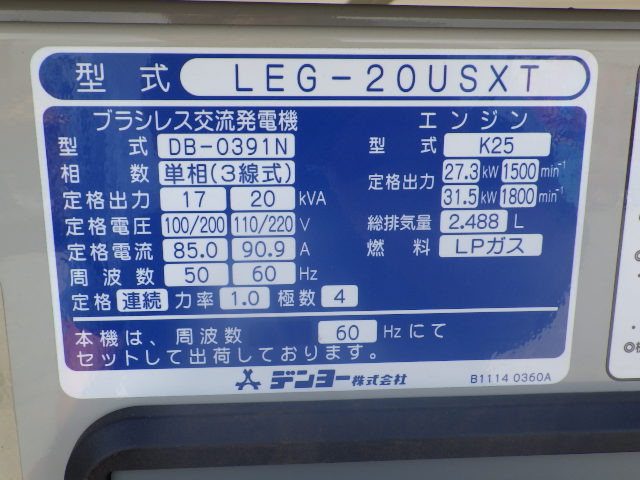 型式 LEG-20USXT
ブラシレス交流発電機
型式 DB-0391N
相数 単相(3線式)
定格出力 17 20 kVA
定格電圧 100/200 110/220 V
定格電流 85.0 90.9 A
周波数 50 60 Hz
定格 連続 力率 1.0 極数 4
エンジン
型式 K25
定格出力 27.3 kW 1500 min⁻¹
31.5 kW 1800 min⁻¹
総排気量 2.488 L
燃料 LPガス
本機は、周波数 60 Hzにて
セットして出荷しております。
デンヨー株式会社
B1114 0360A